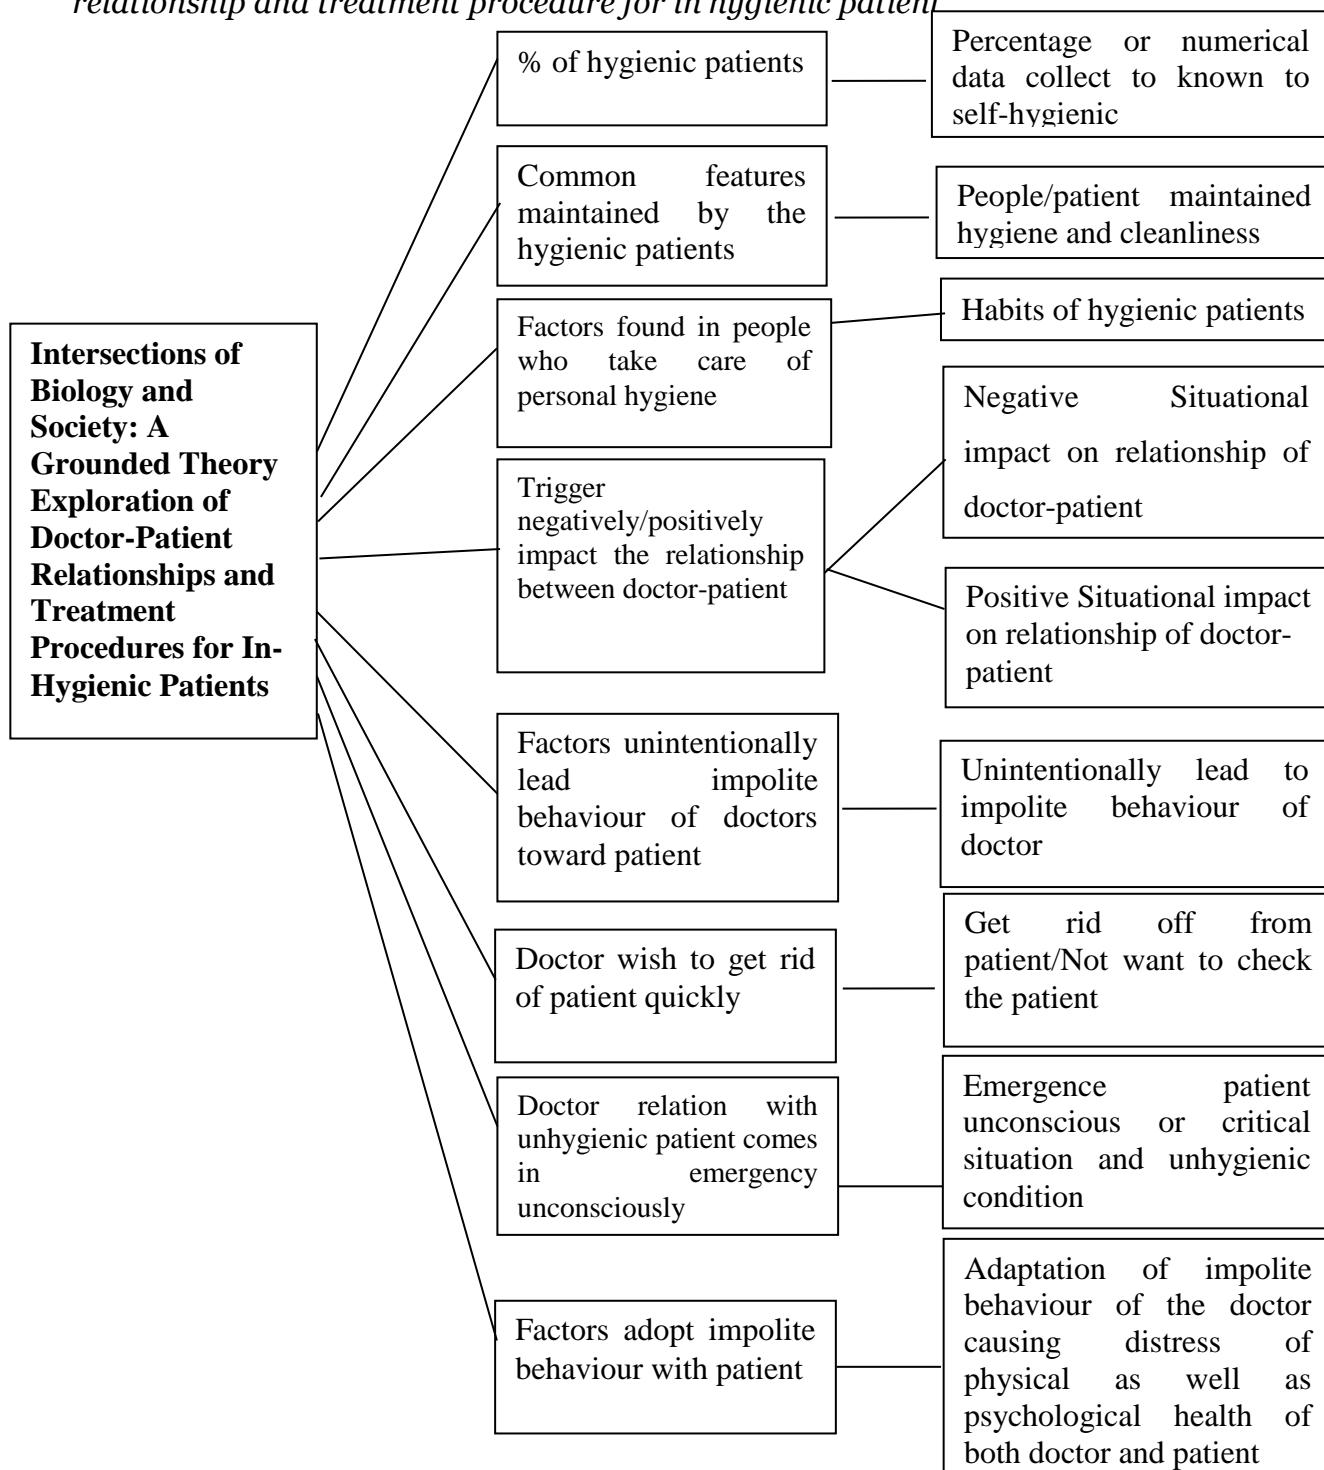 relationship and treatment procedure for in hygienic patient
% of hygienic patients
Percentage or numerical
data collect to known to
self-hygienic
Common features
maintained by the
hygienic patients
People/patient maintained
hygiene and cleanliness
Factors found in people
who take care of
personal hygiene
Habits of hygienic patients
Intersections of
Biology and
Society: A
Grounded Theory
Exploration of
Doctor-Patient
Relationships and
Treatment
Procedures for In-
Hygienic Patients
Trigger
negatively/positively
impact the relationship
between doctor-patient
Negative Situational
impact on relationship of
doctor-patient
Positive Situational impact
on relationship of doctor-
patient
Factors unintentionally
lead impolite
behaviour of doctors
toward patient
Unintentionally lead to
impolite behaviour of
doctor
Doctor wish to get rid
of patient quickly
Get rid off from
patient/Not want to check
the patient
Doctor relation with
unhygienic patient comes
in emergency
unconsciously
Emergence patient
unconscious or critical
situation and unhygienic
condition
Factors adopt impolite
behaviour with patient
Adaptation of impolite
behaviour of the doctor
causing distress of
physical as well as
psychological health of
both doctor and patient